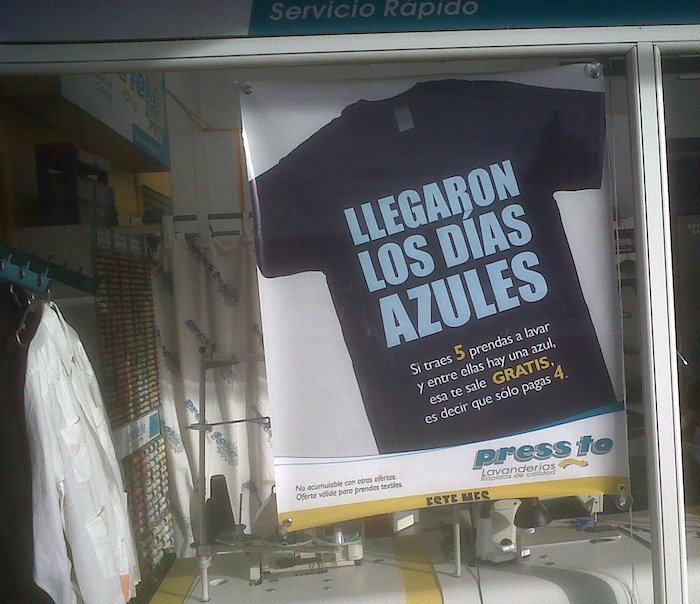 Servicio Rápido
LLEGARON
LOS DÍAS
AZULES
Si traes 5 prendas a lavar
y entre ellas hay una azul,
esa te sale GRATIS,
es decir que sólo pagas 4.
press to
Lavanderías
Rápidas de calidad
No acumulable con otras ofertas.
Oferta válida para prendas textiles.
ESTE MES